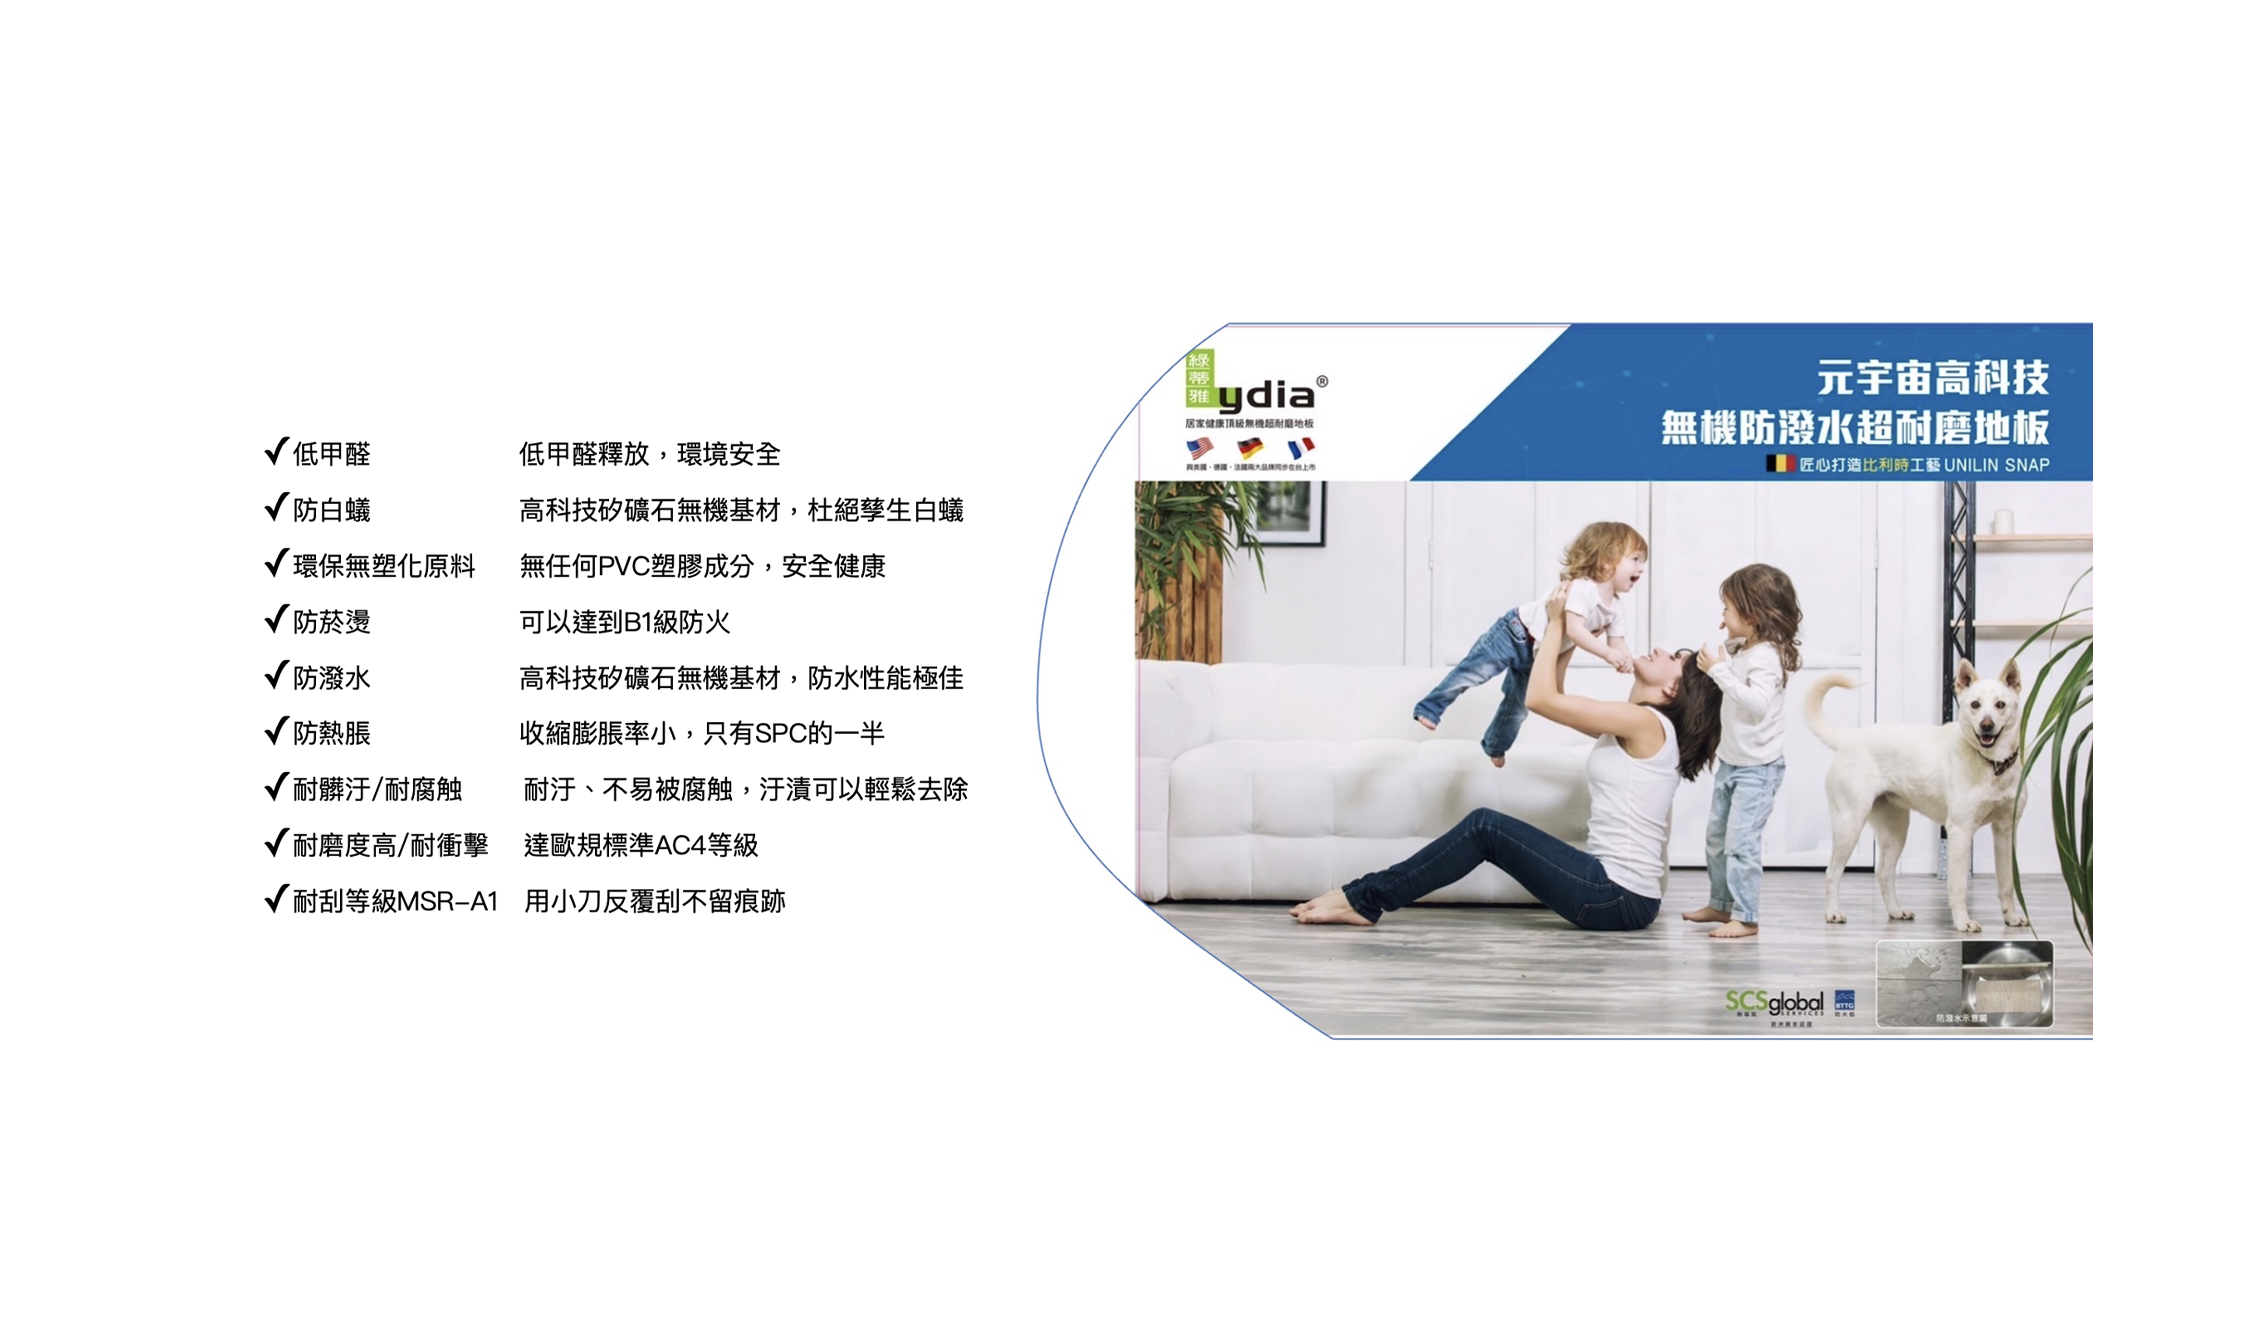 ✓低甲醛 低甲醛釋放，環境安全
✓防白蟻 高科技矽礦石無機基材，杜絕孳生白蟻
✓環保無塑化原料 無任何PVC塑膠成分，安全健康
✓防菸燙 可以達到B1級防火
✓防潑水 高科技矽礦石無機基材，防水性能極佳
✓防熱脹 收縮膨脹率小，只有SPC的一半
✓耐髒汙/耐腐触 耐汙、不易被腐触，汙漬可以輕鬆去除
✓耐磨度高/耐衝擊 達歐規標準AC4等級
✓耐刮等級MSR-A1 用小刀反覆刮不留痕跡
綠蒂雅
ydia®
居家健康頂級無機超耐磨地板
與美國、德國、法國兩大品牌同步在台上市
元宇宙高科技
無機防潑水超耐磨地板
匠心打造比利時工藝UNILIN SNAP
SCSglobal
SERVICES
BTTG
防潑水示意圖